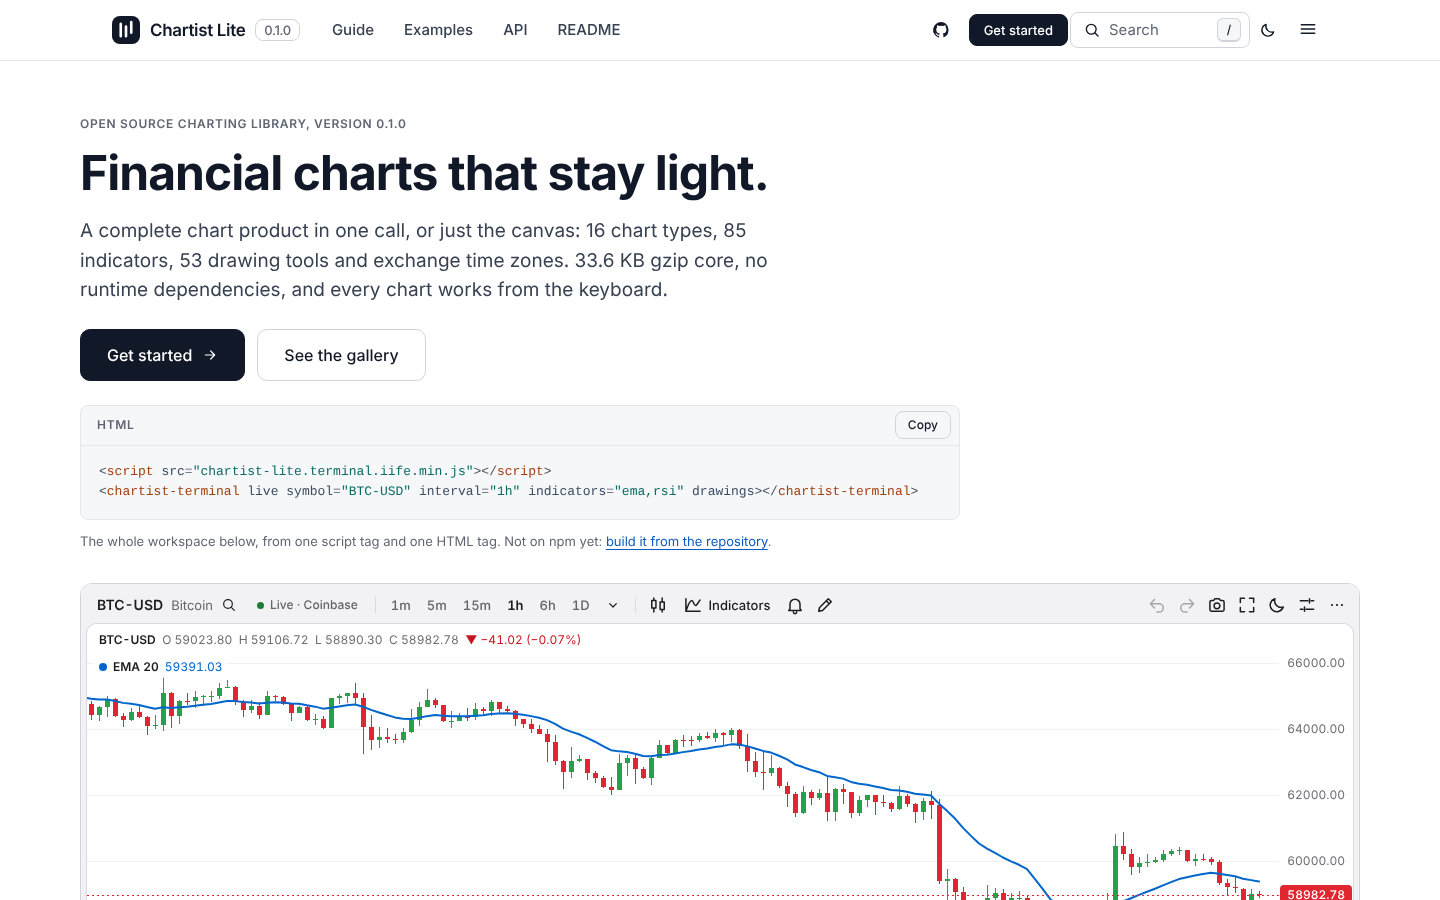 Chartist Lite 0.1.0 Guide Examples API README Get started Search /
OPEN SOURCE CHARTING LIBRARY, VERSION 0.1.0
Financial charts that stay light.
A complete chart product in one call, or just the canvas: 16 chart types, 85
indicators, 53 drawing tools and exchange time zones. 33.6 KB gzip core, no
runtime dependencies, and every chart works from the keyboard.
Get started → See the gallery
HTML Copy
<script src="chartist-lite.terminal.iife.min.js"></script>
<chartist-terminal live symbol="BTC-USD" interval="1h" indicators="ema,rsi" drawings></chartist-terminal>
The whole workspace below, from one script tag and one HTML tag. Not on npm yet: build it from the repository.
BTC-USD Bitcoin Live · Coinbase 1m 5m 15m 1h 6h 1D Indicators
BTC-USD O 59023.80 H 59106.72 L 58890.30 C 58982.78 ▼ −41.02 (−0.07%)
EMA 20 59391.03
66000.00
64000.00
62000.00
60000.00
58982.78